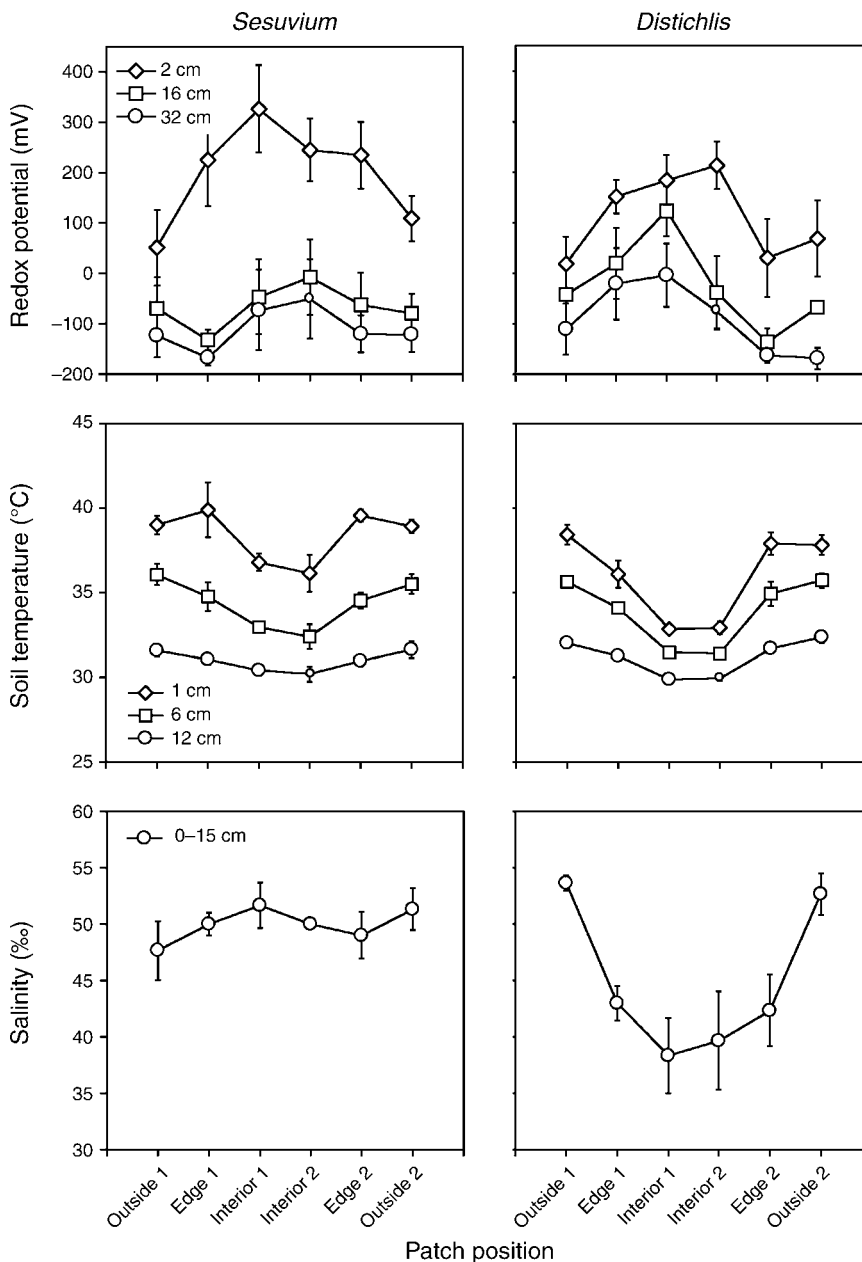 Sesuvium
Distichlis
Redox potential (mV)
400
300
200
100
0
–100
–200
2 cm
16 cm
32 cm
Soil temperature (°C)
45
40
35
30
25
1 cm
6 cm
12 cm
Salinity (‰)
60
55
50
45
40
35
30
0–15 cm
Outside 1
Edge 1
Interior 1
Interior 2
Edge 2
Outside 2
Outside 1
Edge 1
Interior 1
Interior 2
Edge 2
Outside 2
Patch position